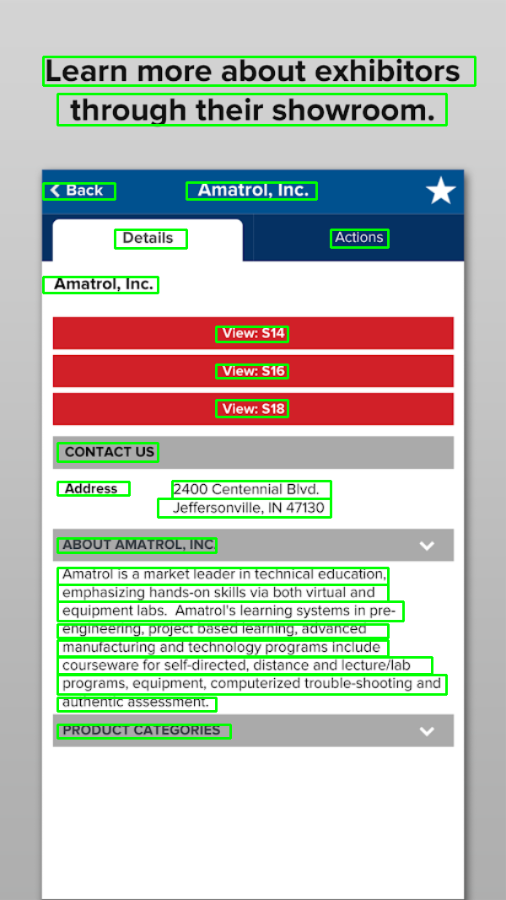 Learn more about exhibitors
through their showroom.
Back
Amatrol, Inc.
Details
Actions
Amatrol, Inc.
View: S14
View: S16
View: S18
CONTACT US
Address
2400 Centennial Blvd.
Jeffersonville, IN 47130
ABOUT AMATROL, INC
Amatrol is a market leader in technical education,
emphasizing hands-on skills via both virtual and
equipment labs. Amatrol's learning systems in pre-
engineering, project based learning, advanced
manufacturing and technology programs include
courseware for self-directed, distance and lecture/lab
programs, equipment, computerized trouble-shooting and
authentic assessment.
PRODUCT CATEGORIES